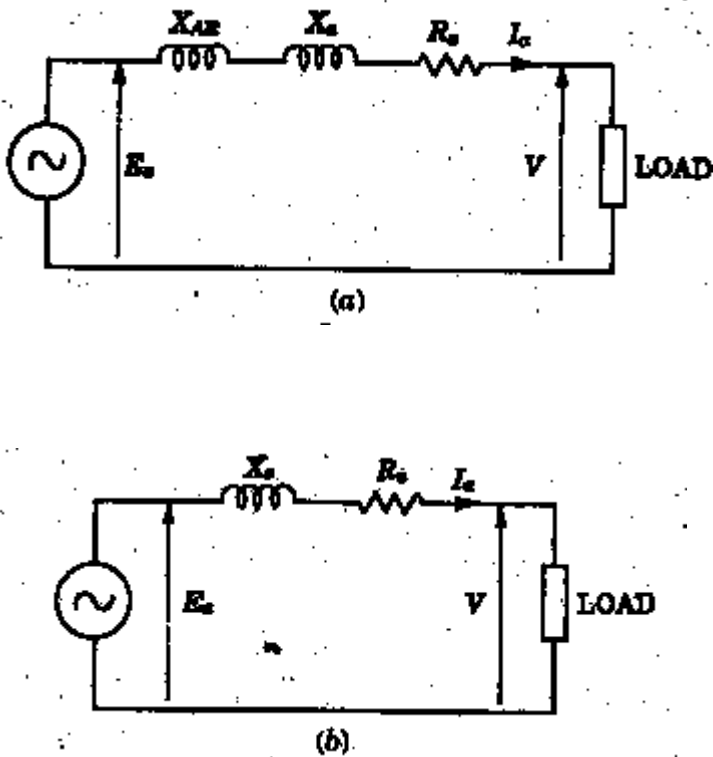 X_AR X_a R_a I_a
E_a V LOAD
(a)
X_s R_a I_a
E_a V LOAD
(b)